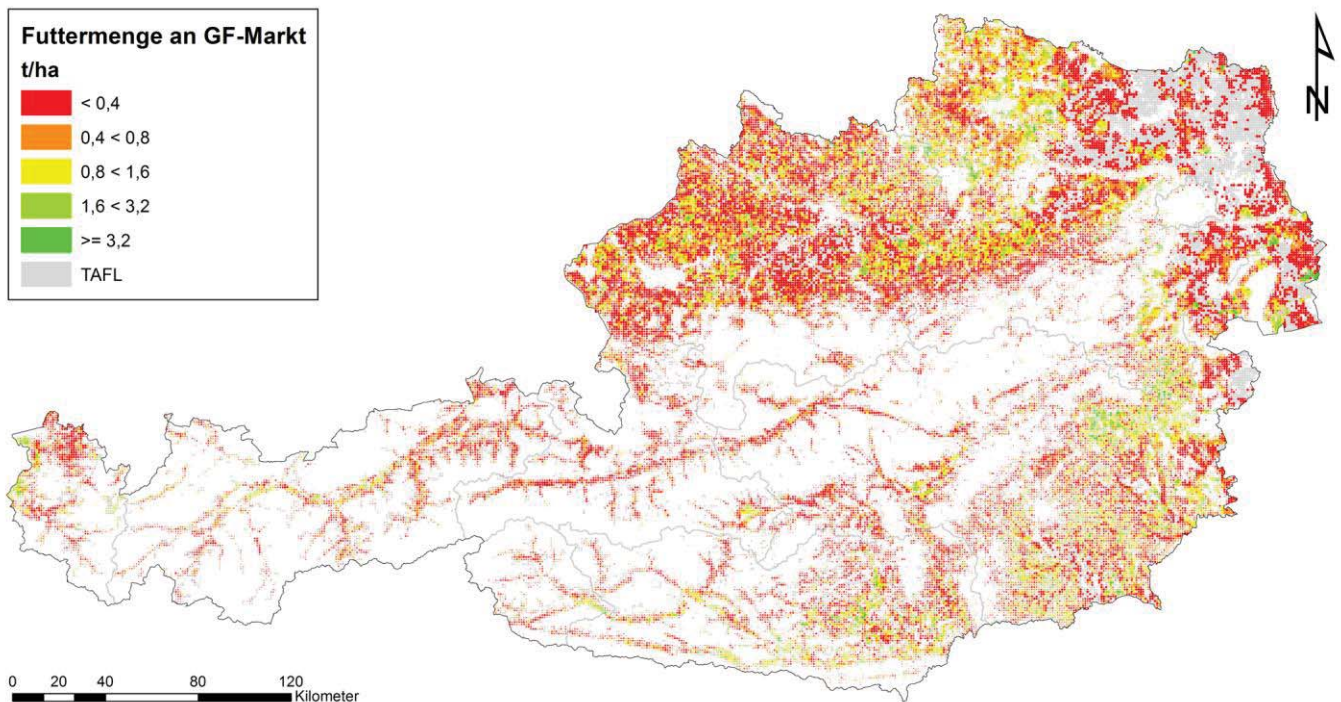 Futtermenge an GF-Markt
t/ha
< 0,4
0,4 < 0,8
0,8 < 1,6
1,6 < 3,2
>= 3,2
TAFL
N
0 20 40 80 120
Kilometer